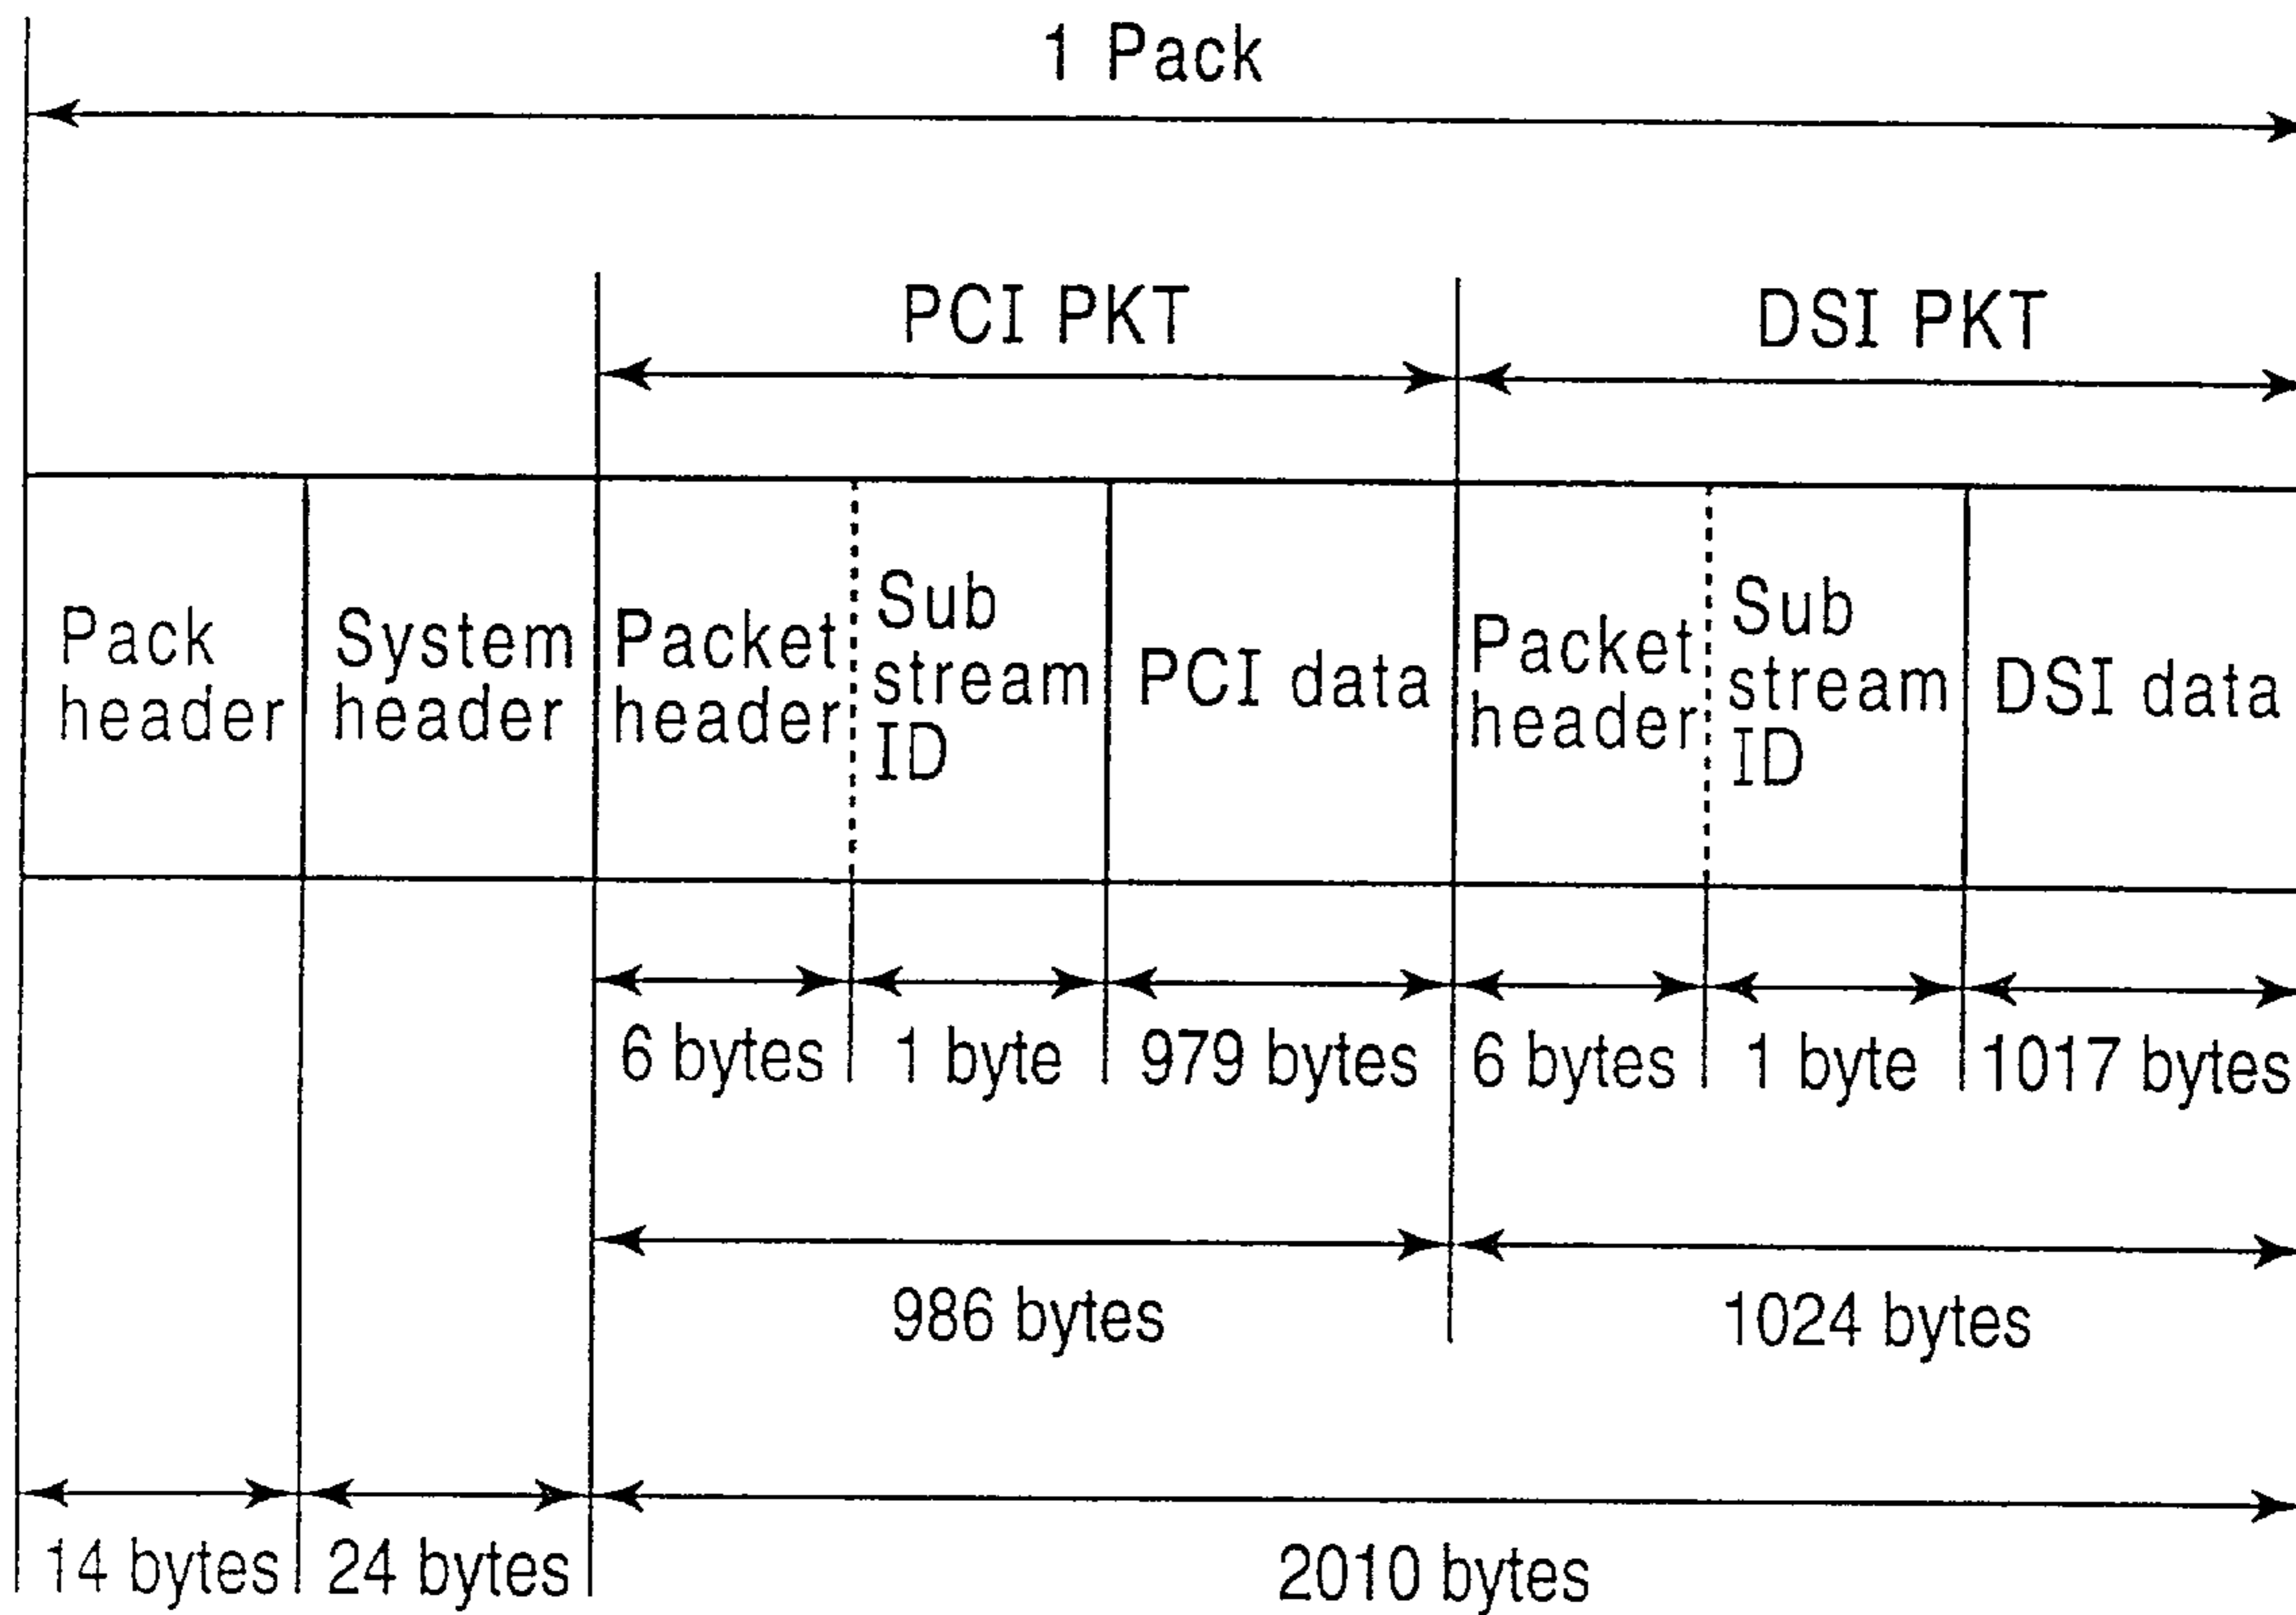 1 Pack
PCI PKT
DSI PKT
Pack
header
System
header
Packet
header
Sub
stream
ID
PCI data
Packet
header
Sub
stream
ID
DSI data
6 bytes
1 byte
979 bytes
6 bytes
1 byte
1017 bytes
986 bytes
1024 bytes
14 bytes
24 bytes
2010 bytes